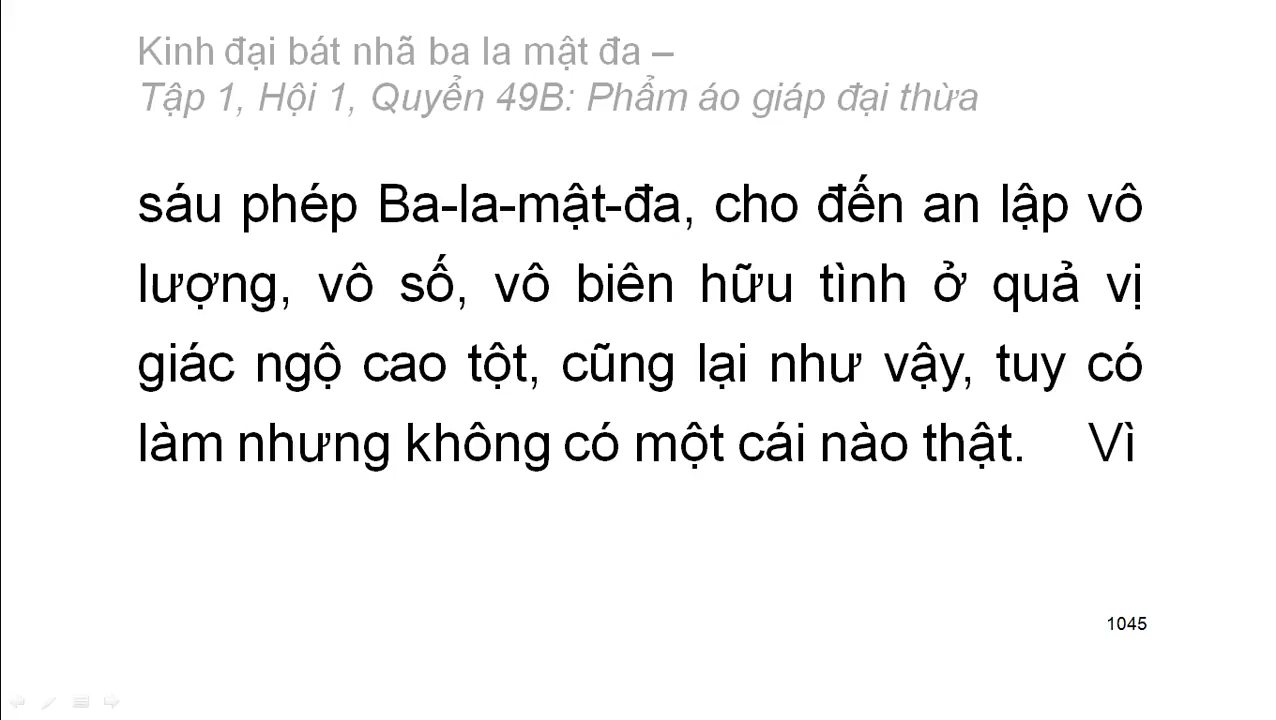 Kinh đại bát nhã ba la mật đa –
Tập 1, Hội 1, Quyển 49B: Phẩm áo giáp đại thừa
sáu phép Ba-la-mật-đa, cho đến an lập vô
lượng, vô số, vô biên hữu tình ở quả vị
giác ngộ cao tột, cũng lại như vậy, tuy có
làm nhưng không có một cái nào thật. Vì
1045